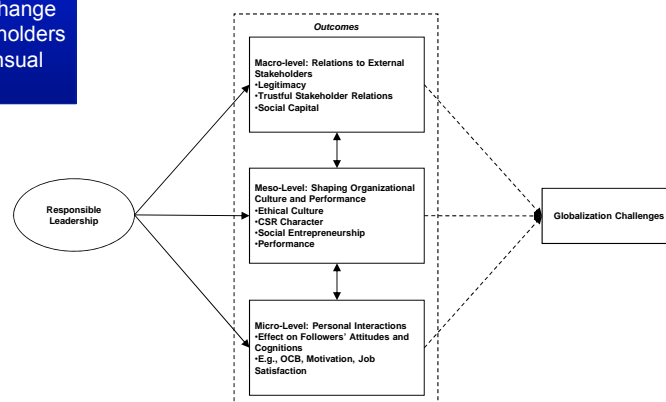 hange
holders
nsual
Outcomes
Macro-level: Relations to External
Stakeholders
•Legitimacy
•Trustful Stakeholder Relations
•Social Capital
Meso-Level: Shaping Organizational
Culture and Performance
•Ethical Culture
•CSR Character
•Social Entrepreneurship
•Performance
Responsible
Leadership
Globalization Challenges
Micro-Level: Personal Interactions
•Effect on Followers' Attitudes and
Cognitions
•E.g., OCB, Motivation, Job
Satisfaction